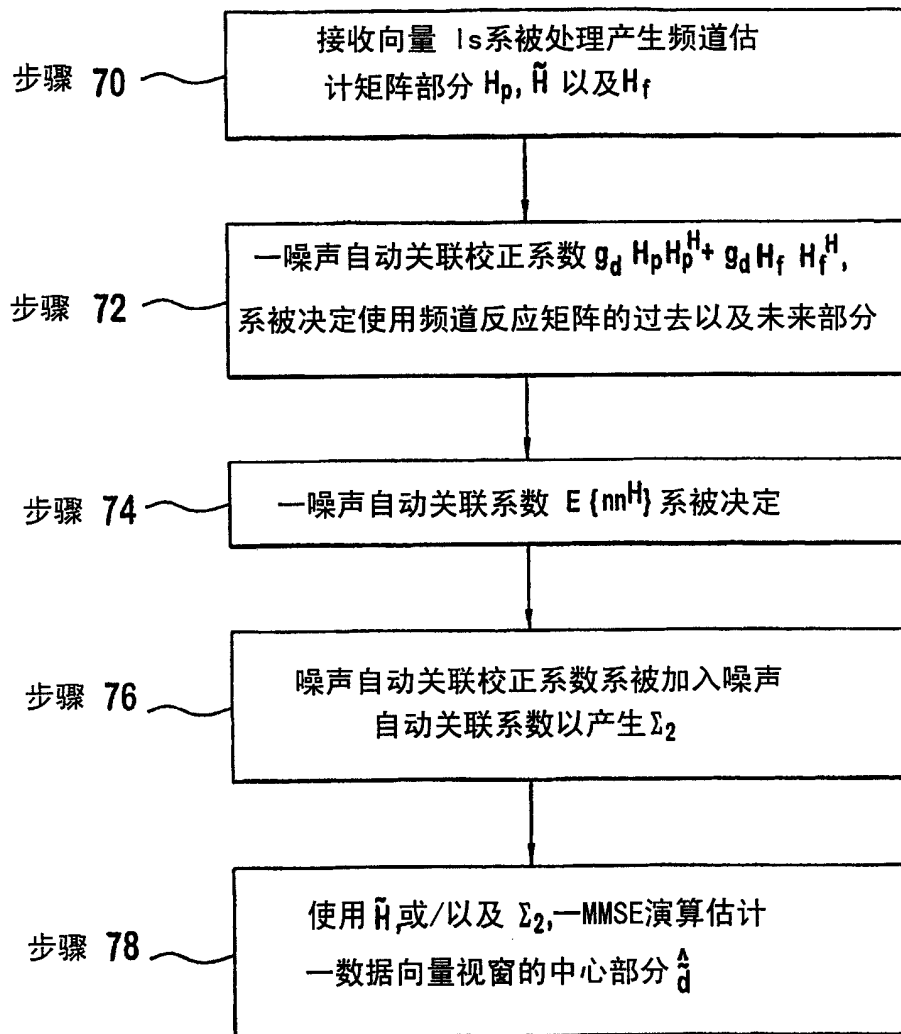 接收向量 Is系被处理产生频道估
步骤 70
计矩阵部分 Hp, H̃ 以及Hf
一噪声自动关联校正系数 gd HpHp^H+ gd Hf Hf^H,
步骤 72
系被决定使用频道反应矩阵的过去以及未来部分
步骤 74
一噪声自动关联系数 E{nn^H}系被决定
噪声自动关联校正系数系被加入噪声
步骤 76
自动关联系数以产生Σ2
使用 H̃,或/以及 Σ2,一MMSE演算估计
步骤 78
一数据向量视窗的中心部分 d̃̂